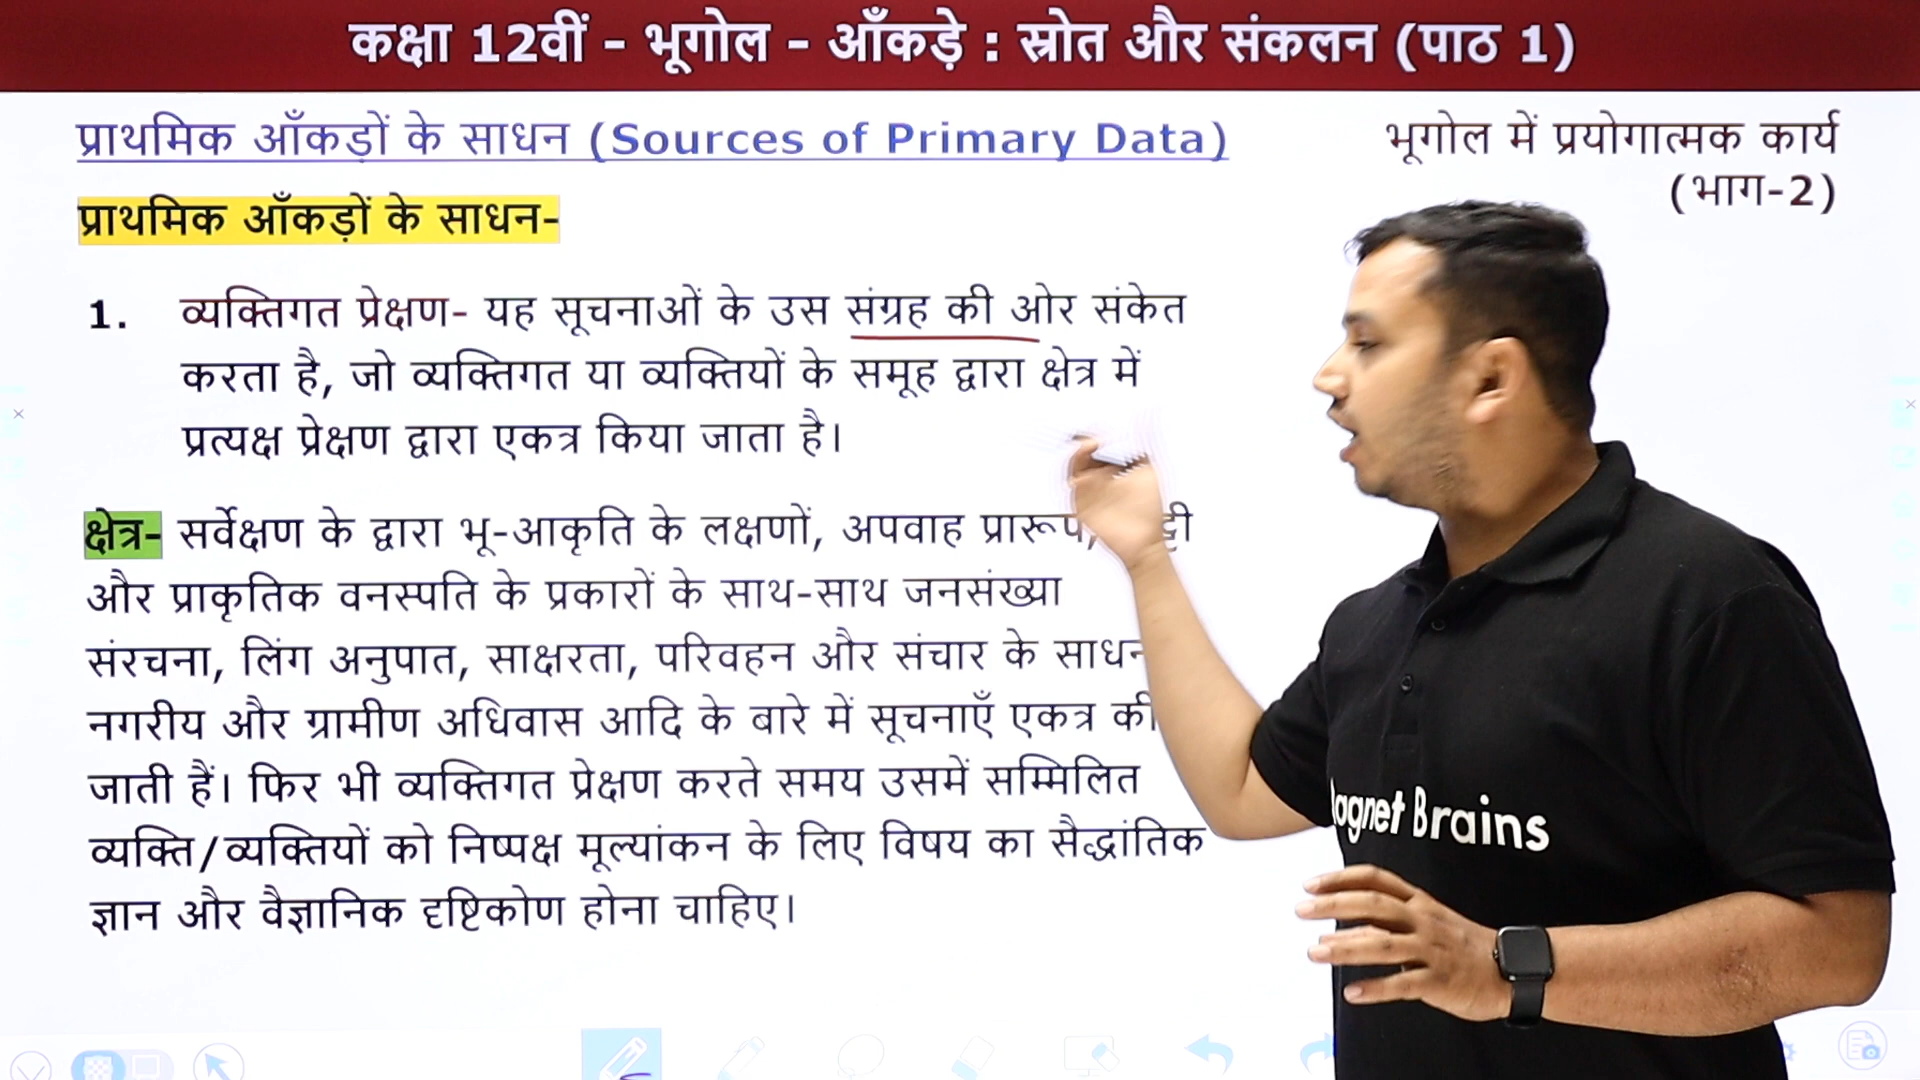 कक्षा 12वीं - भूगोल - आँकड़े : स्रोत और संकलन (पाठ 1)
प्राथमिक आँकड़ों के साधन (Sources of Primary Data)
भूगोल में प्रयोगात्मक कार्य
(भाग-2)
प्राथमिक आँकड़ों के साधन-
1. व्यक्तिगत प्रेक्षण- यह सूचनाओं के उस संग्रह की ओर संकेत
करता है, जो व्यक्तिगत या व्यक्तियों के समूह द्वारा क्षेत्र में
प्रत्यक्ष प्रेक्षण द्वारा एकत्र किया जाता है।
क्षेत्र- सर्वेक्षण के द्वारा भू-आकृति के लक्षणों, अपवाह प्रारूप,
और प्राकृतिक वनस्पति के प्रकारों के साथ-साथ जनसंख्या
संरचना, लिंग अनुपात, साक्षरता, परिवहन और संचार के साधन
नगरीय और ग्रामीण अधिवास आदि के बारे में सूचनाएँ एकत्र की
जाती हैं। फिर भी व्यक्तिगत प्रेक्षण करते समय उसमें सम्मिलित
व्यक्ति/व्यक्तियों को निष्पक्ष मूल्यांकन के लिए विषय का सैद्धांतिक
ज्ञान और वैज्ञानिक दृष्टिकोण होना चाहिए।
Brains